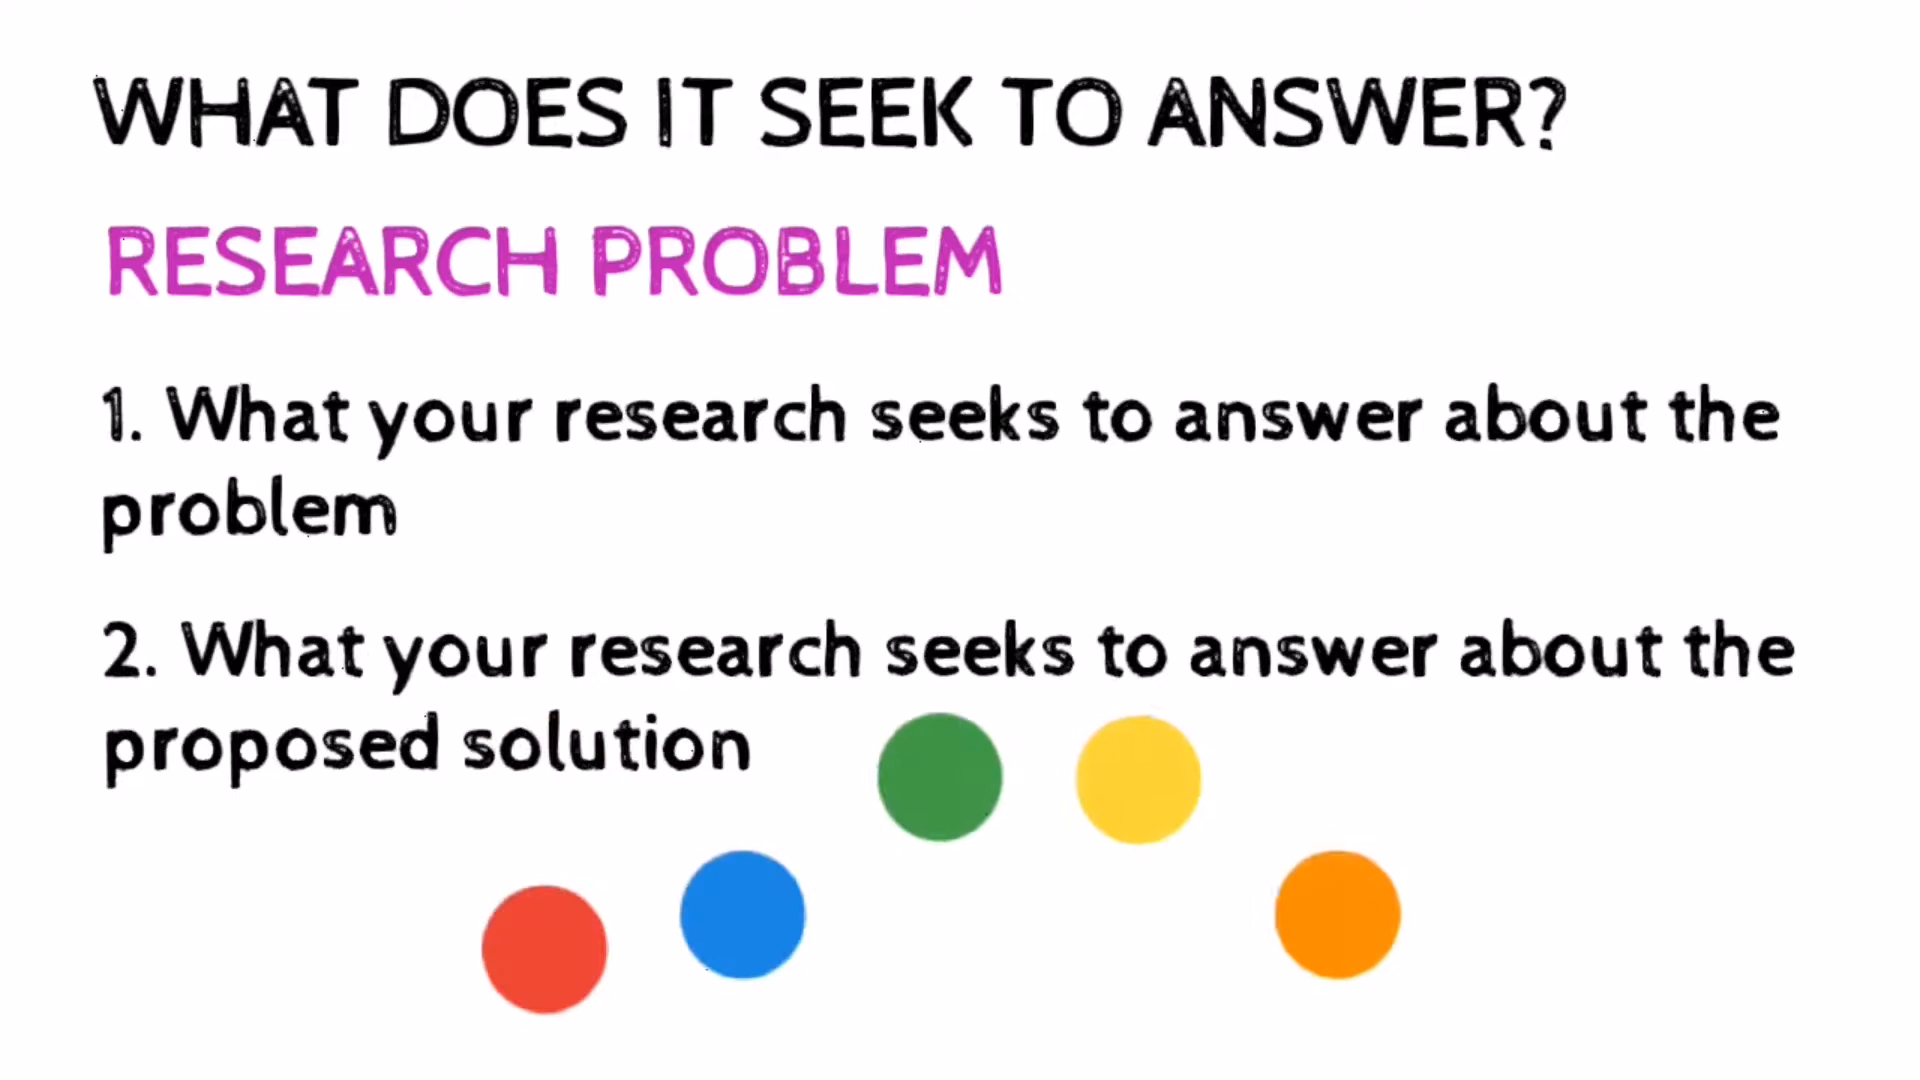 WHAT DOES IT SEEK TO ANSWER?
RESEARCH PROBLEM
1. What your research seeks to answer about the
problem
2. What your research seeks to answer about the
proposed solution